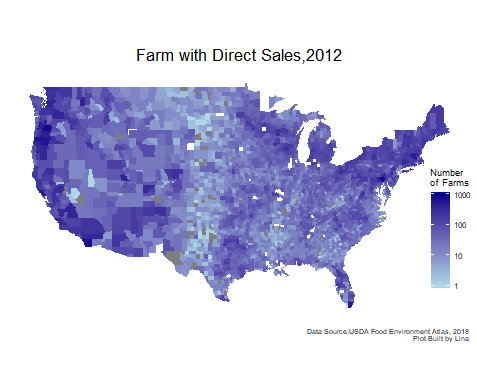 Farm with Direct Sales,2012
Number
of Farms
1000
100
10
1
Data Source:USDA Food Environment Atlas, 2018
Plot Built by Lina